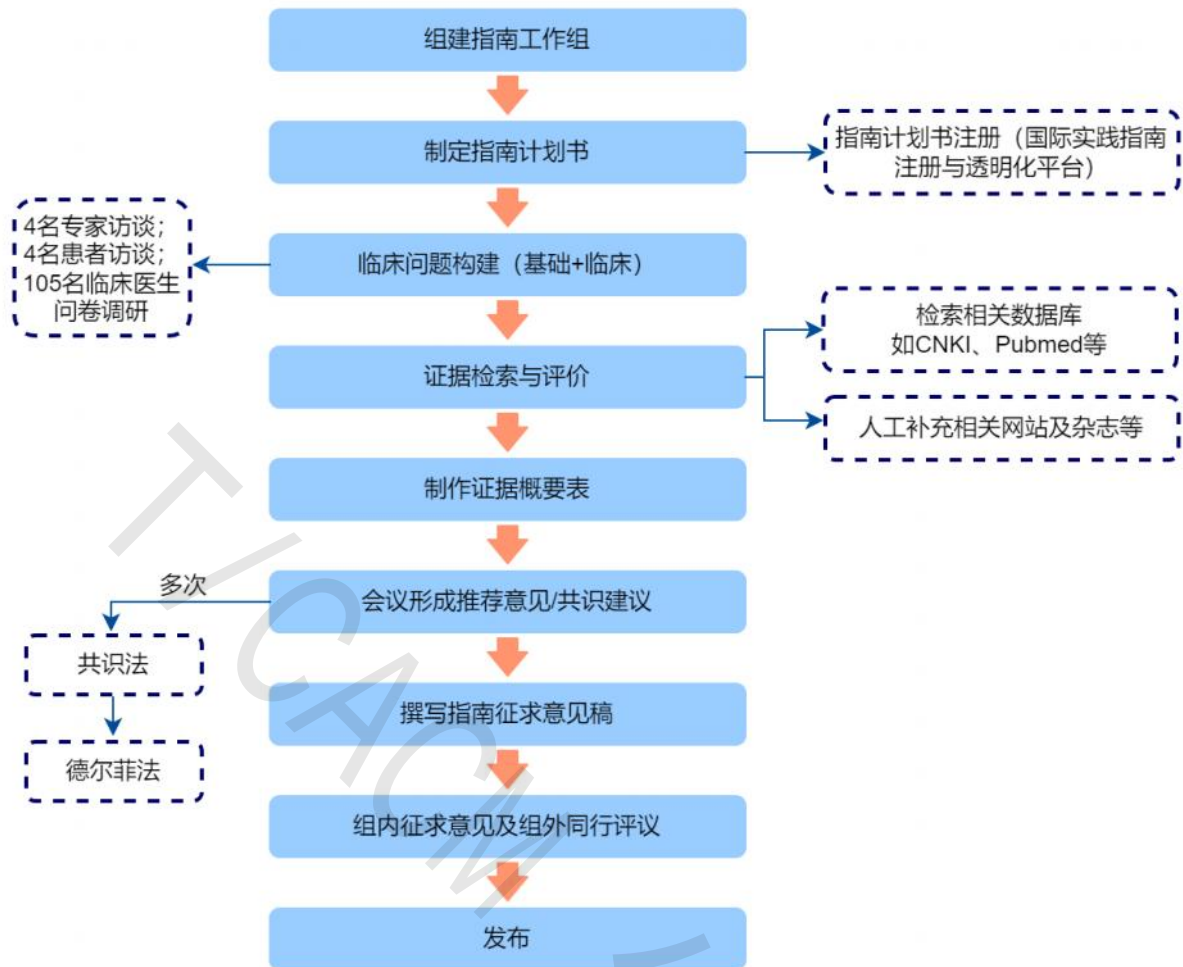 组建指南工作组
制定指南计划书
指南计划书注册（国际实践指南
注册与透明化平台）
4名专家访谈；
4名患者访谈；
105名临床医生
问卷调研
临床问题构建（基础+临床）
证据检索与评价
检索相关数据库
如CNKI、Pubmed等
人工补充相关网站及杂志等
制作证据概要表
会议形成推荐意见/共识建议
多次
共识法
德尔菲法
撰写指南征求意见稿
组内征求意见及组外同行评议
发布
T/CACM